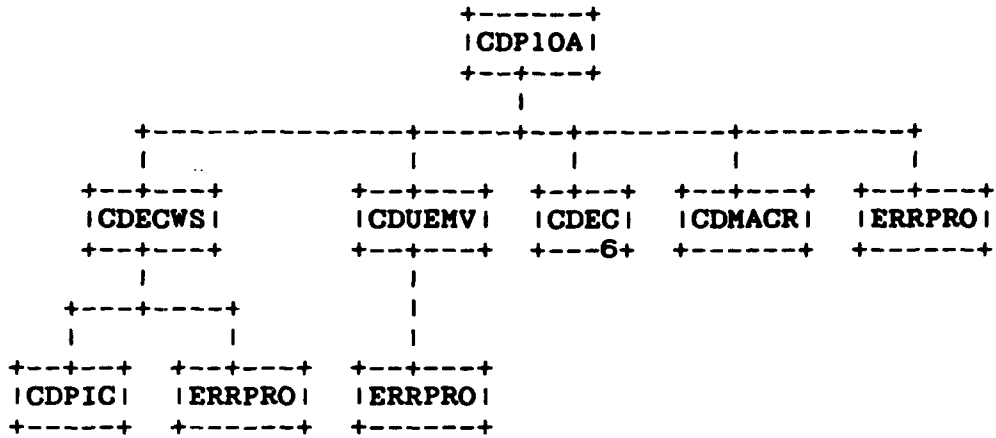 CDP10A
CDECWS CDUEMV CDEC CDMACR ERRPRO
6
CDPIC ERRPRO ERRPRO